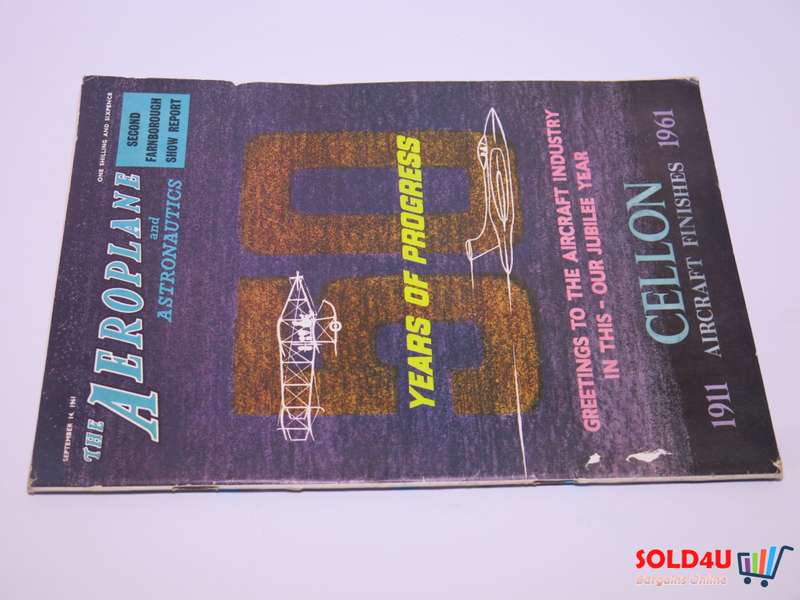 SEPTEMBER 14, 1961
ONE SHILLING AND SIXPENCE
THE AEROPLANE
and
ASTRONAUTICS
SECOND
FARNBOROUGH
SHOW REPORT
50
YEARS OF PROGRESS
GREETINGS TO THE AIRCRAFT INDUSTRY
IN THIS - OUR JUBILEE YEAR
CELLON
1911 AIRCRAFT FINISHES 1961
SOLD4U
Bargains Online